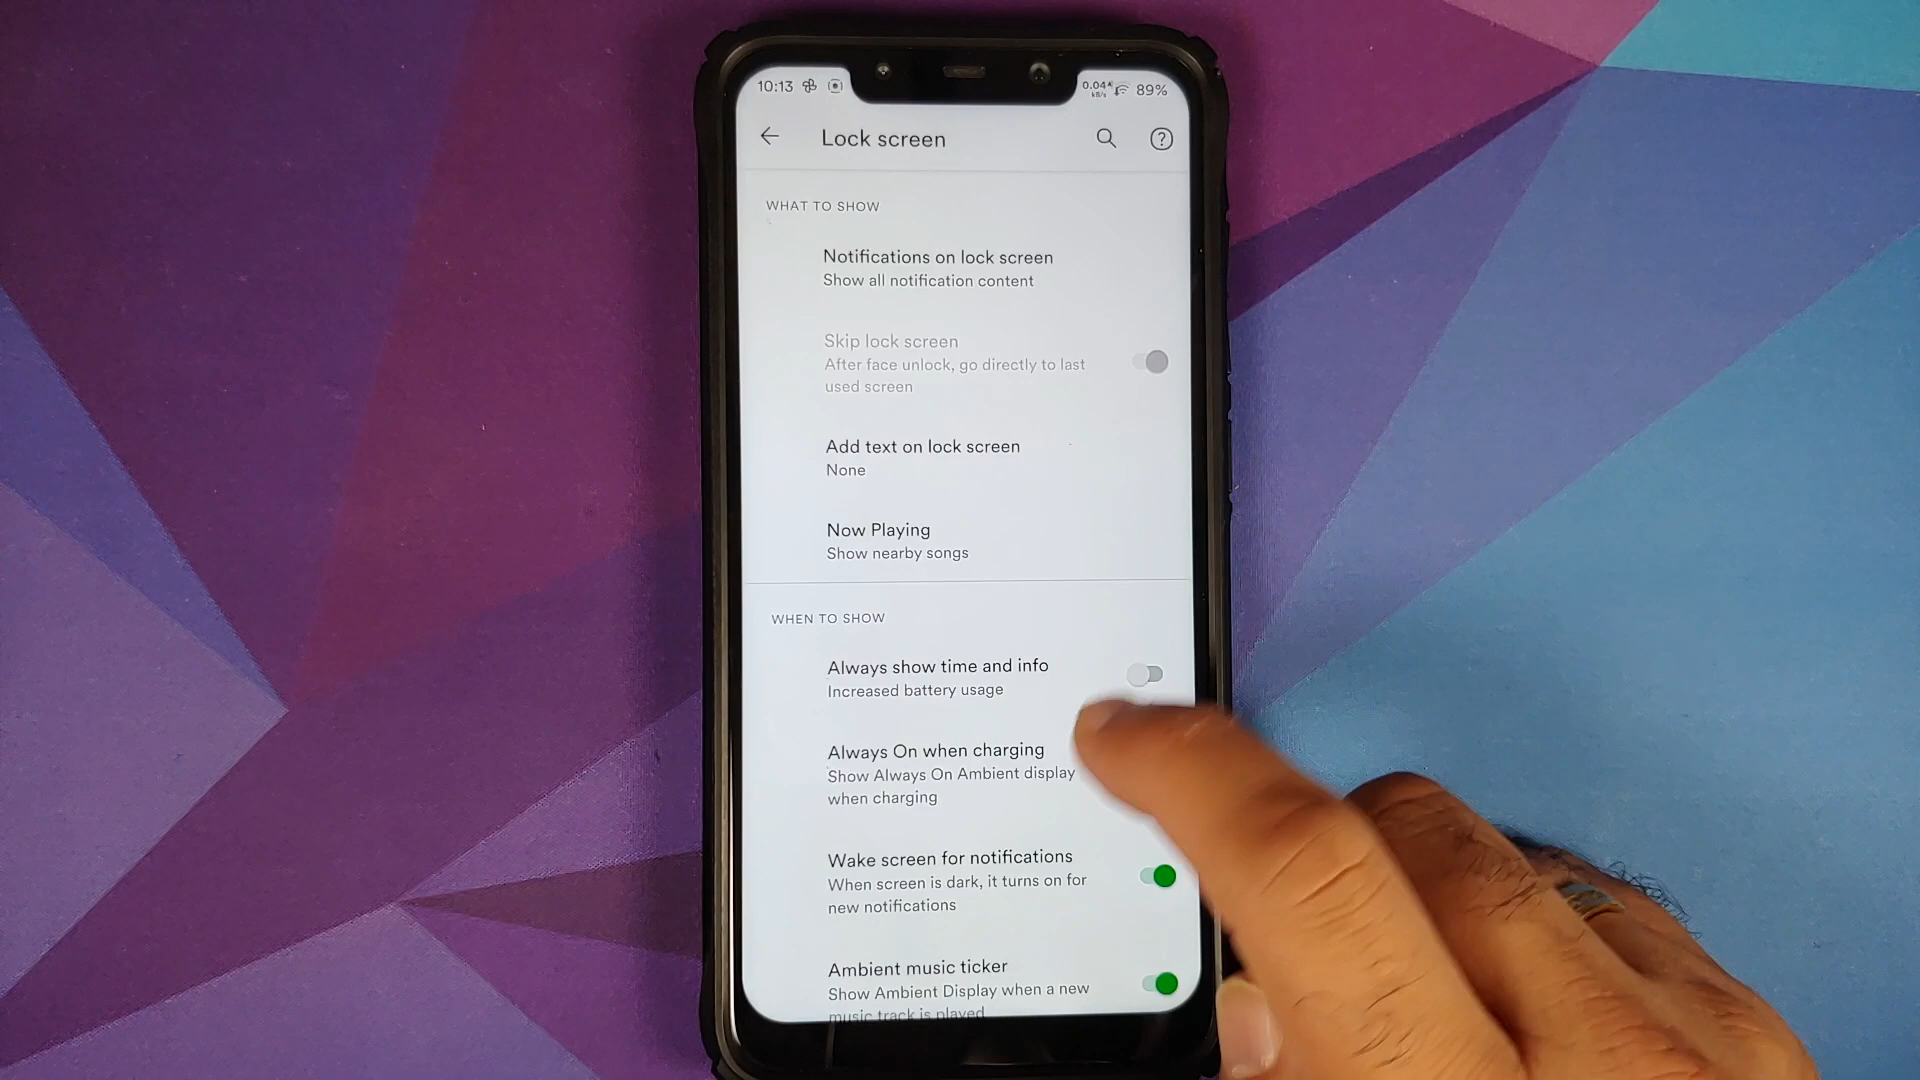 10:13 0.04 kB/s 89%
Lock screen
WHAT TO SHOW
Notifications on lock screen
Show all notification content
Skip lock screen
After face unlock, go directly to last
used screen
Add text on lock screen
None
Now Playing
Show nearby songs
WHEN TO SHOW
Always show time and info
Increased battery usage
Always On when charging
Show Always On Ambient display
when charging
Wake screen for notifications
When screen is dark, it turns on for
new notifications
Ambient music ticker
Show Ambient Display when a new
music track is played